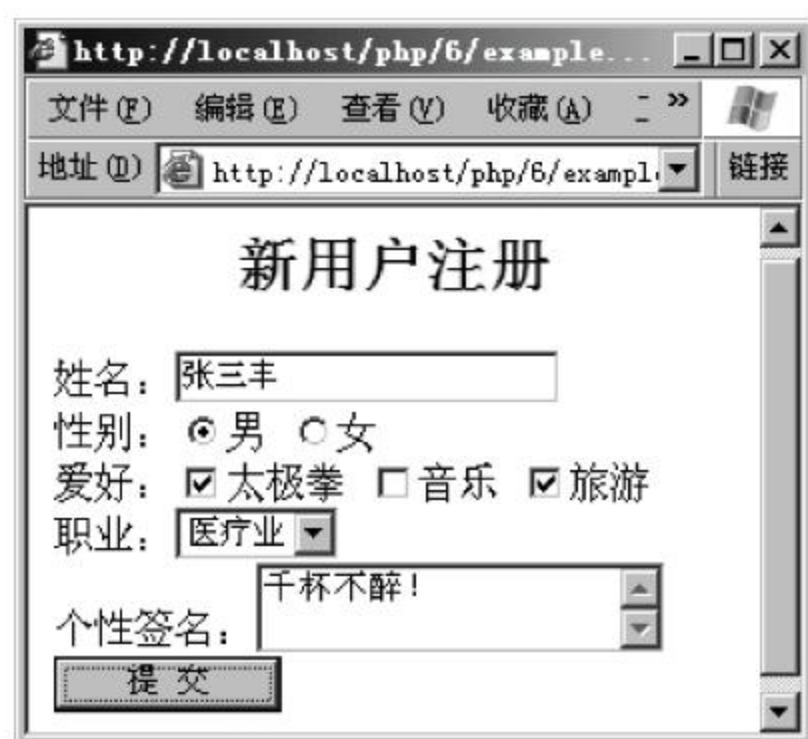 http://localhost/php/6/example...
文件(F) 编辑(E) 查看(V) 收藏(A) »
地址(D) http://localhost/php/6/exampl 链接
新用户注册
姓名：张三丰
性别：男 女
爱好：太极拳 音乐 旅游
职业：医疗业
千杯不醉！
个性签名：
提 交